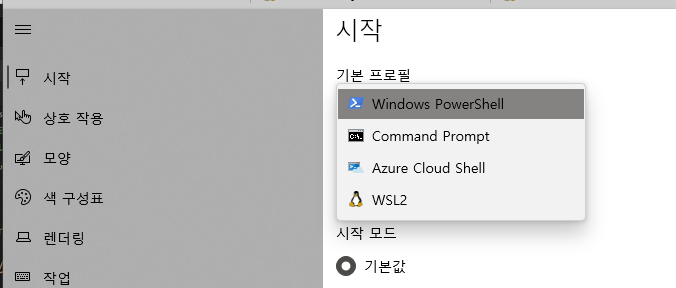 시작
시작
상호 작용
모양
색 구성표
렌더링
작업
기본 프로필
Windows PowerShell
Command Prompt
Azure Cloud Shell
WSL2
시작 모드
기본값